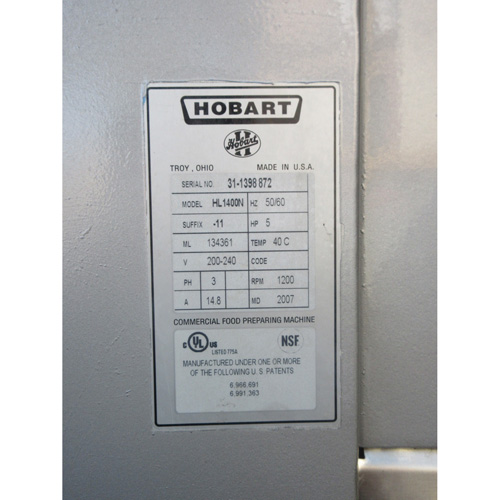 HOBART
Hobart
TROY, OHIO MADE IN U.S.A.
SERIAL NO. 31-1398 872
MODEL HL1400N HZ 50/60
SUFFIX -11 HP 5
ML 134361 TEMP 40 C
V 200-240 CODE
PH 3 RPM 1200
A 14.8 MD 2007
COMMERCIAL FOOD PREPARING MACHINE
C UL US NSF
LISTED 775A
MANUFACTURED UNDER ONE OR MORE
OF THE FOLLOWING U.S. PATENTS
6,966,691
6,991,363